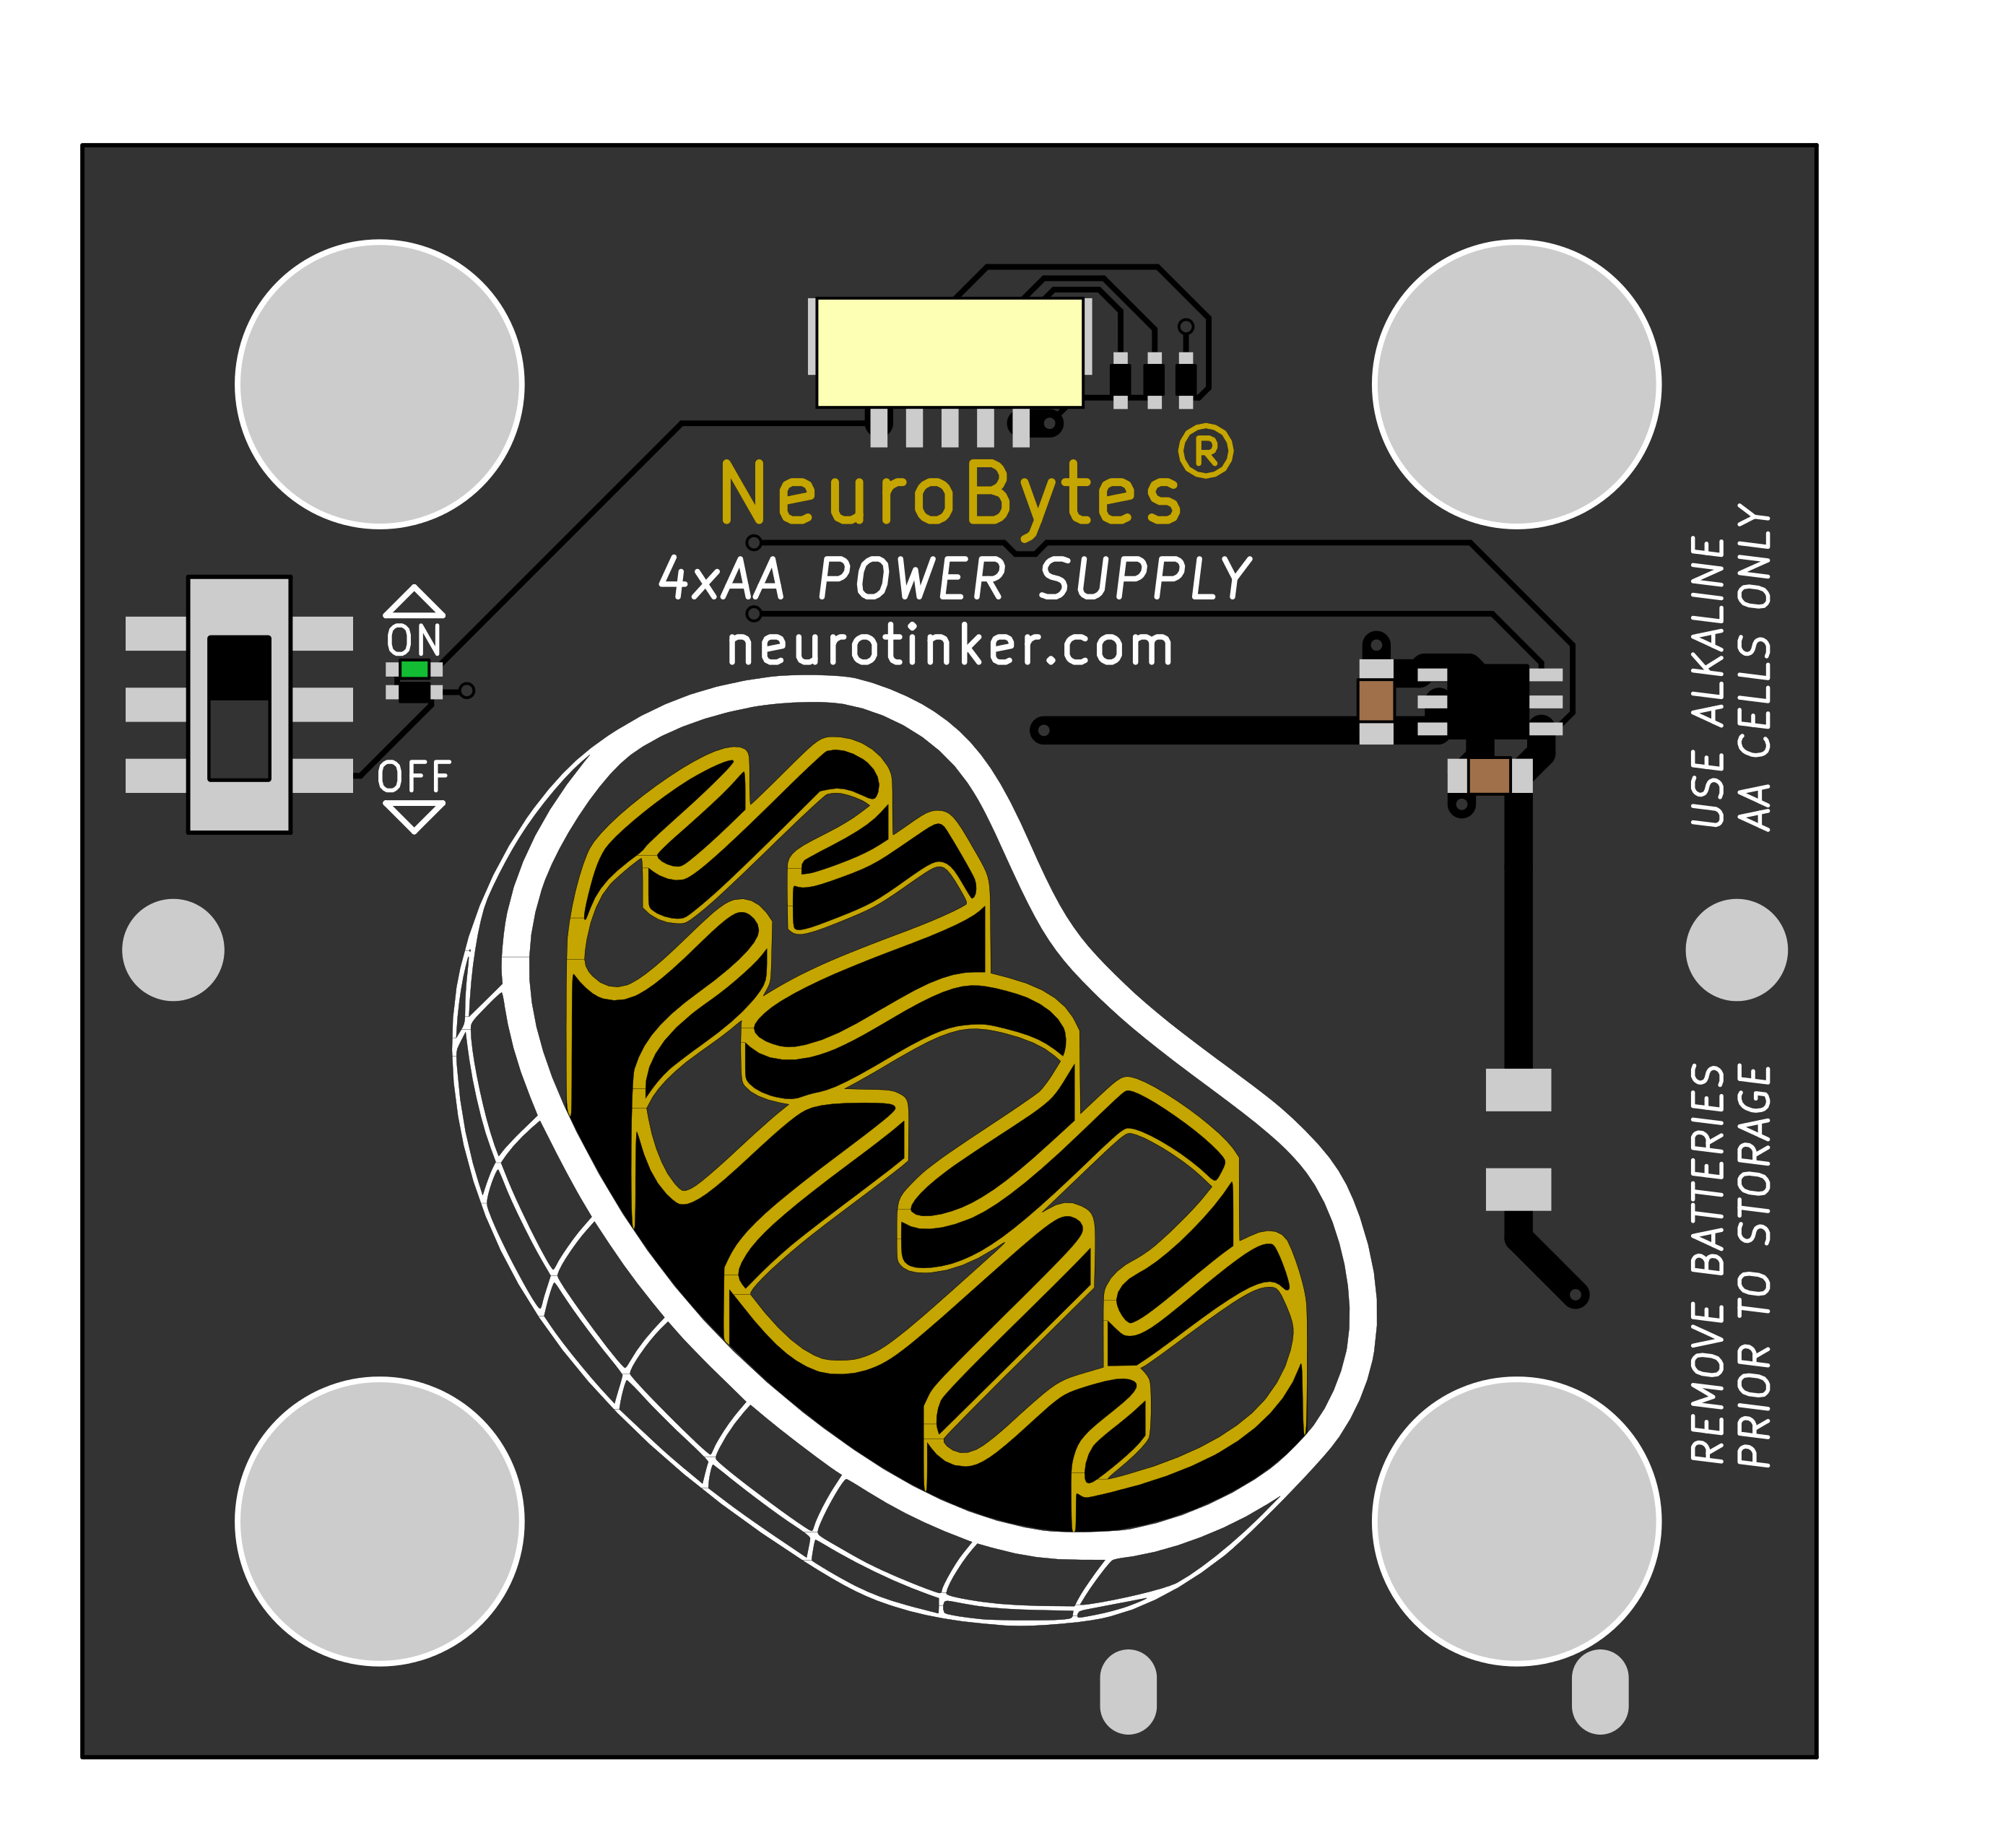 NeuroBytes®
4xAA POWER SUPPLY
neurotinker.com
ON
OFF
USE ALKALINE
AA CELLS ONLY
REMOVE BATTERIES
PRIOR TO STORAGE